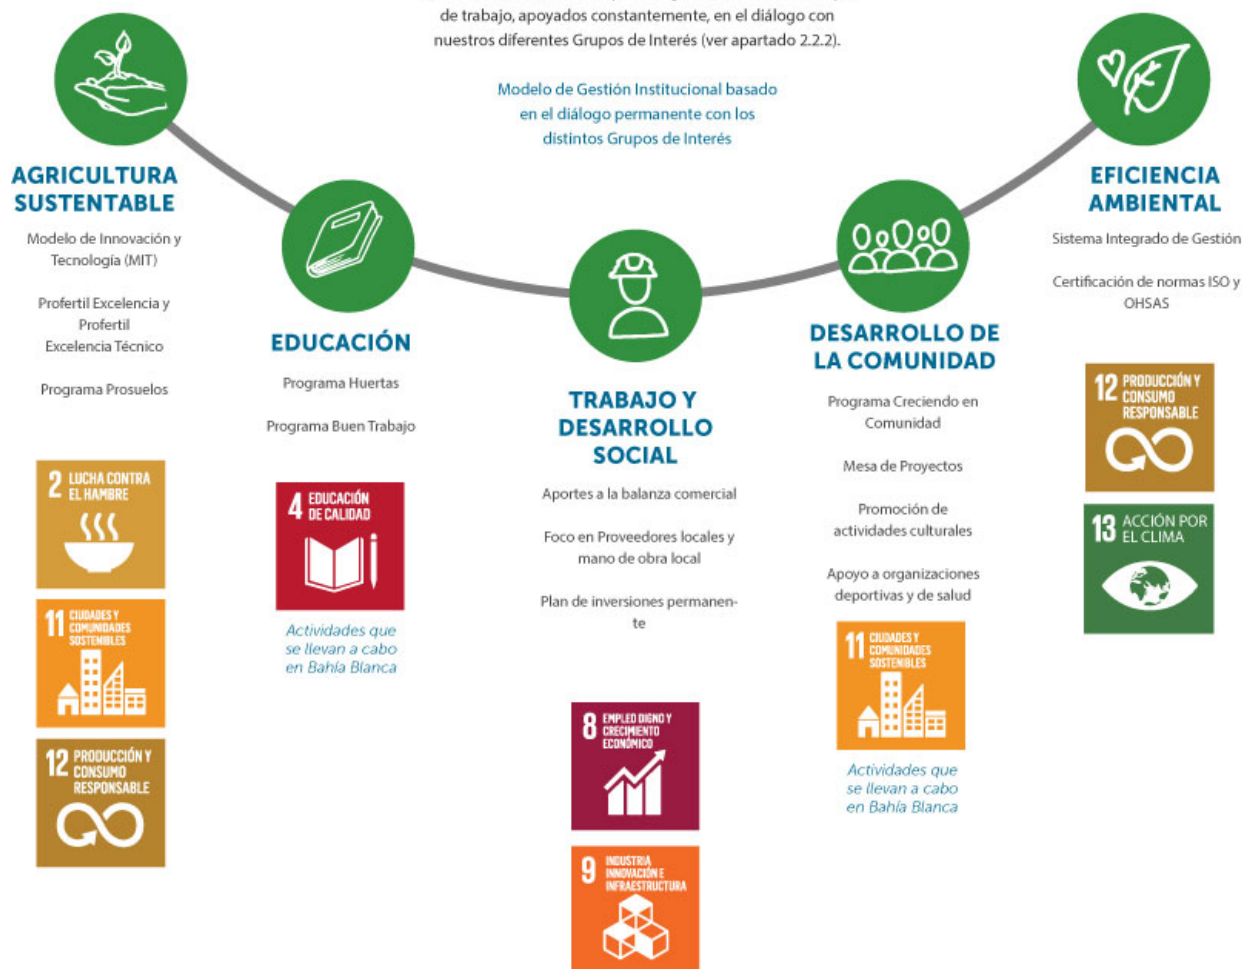 de trabajo, apoyados constantemente, en el diálogo con
nuestros diferentes Grupos de Interés (ver apartado 2.2.2).
Modelo de Gestión Institucional basado
en el diálogo permanente con los
distintos Grupos de Interés
AGRICULTURA
SUSTENTABLE
Modelo de Innovación y
Tecnología (MIT)
Profertil Excelencia y
Profertil
Excelencia Técnico
Programa Prosuelos
2 LUCHA CONTRA
EL HAMBRE
11 CIUDADES Y
COMUNIDADES
SOSTENIBLES
12 PRODUCCIÓN Y
CONSUMO
RESPONSABLE
EDUCACIÓN
Programa Huertas
Programa Buen Trabajo
4 EDUCACIÓN
DE CALIDAD
Actividades que
se llevan a cabo
en Bahía Blanca
TRABAJO Y
DESARROLLO
SOCIAL
Aportes a la balanza comercial
Foco en Proveedores locales y
mano de obra local
Plan de inversiones permanen-
te
8 EMPLEO DIGNO Y
CRECIMIENTO
ECONÓMICO
9 INDUSTRIA
INNOVACIÓN E
INFRAESTRUCTURA
DESARROLLO DE
LA COMUNIDAD
Programa Creciendo en
Comunidad
Mesa de Proyectos
Promoción de
actividades culturales
Apoyo a organizaciones
deportivas y de salud
11 CIUDADES Y
COMUNIDADES
SOSTENIBLES
Actividades que
se llevan a cabo
en Bahía Blanca
EFICIENCIA
AMBIENTAL
Sistema Integrado de Gestión
Certificación de normas ISO y
OHSAS
12 PRODUCCIÓN Y
CONSUMO
RESPONSABLE
13 ACCIÓN POR
EL CLIMA